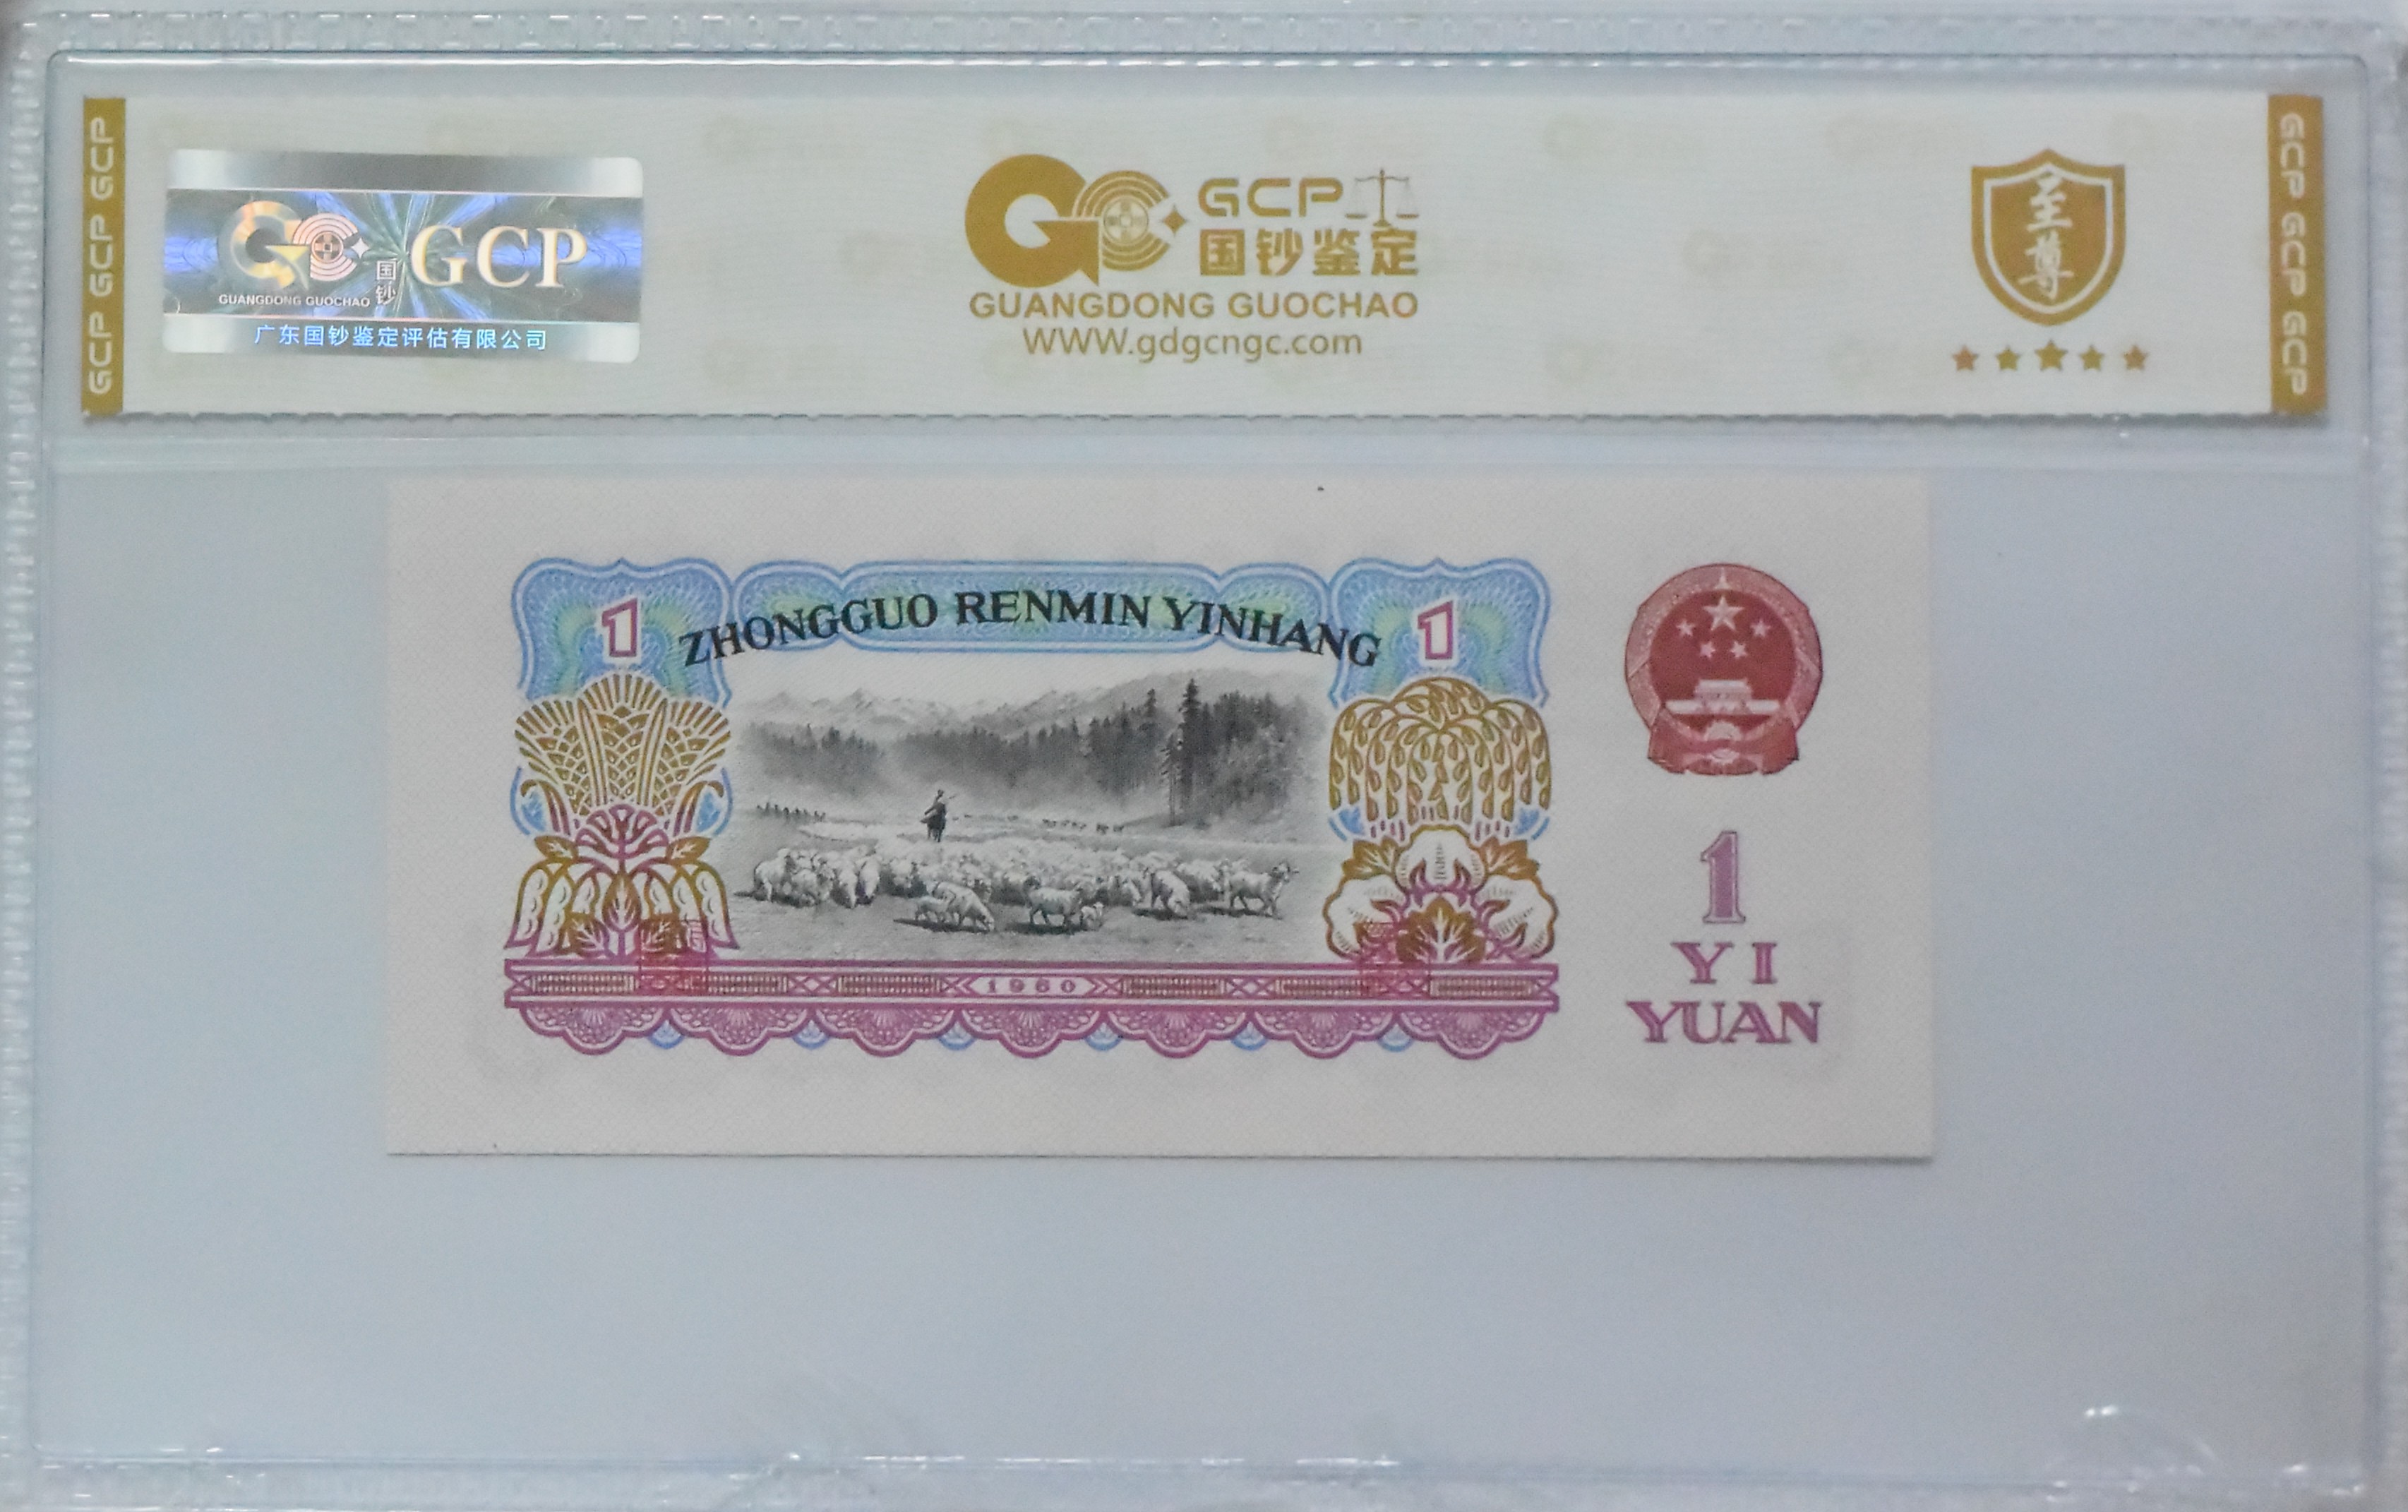 GCP GCP GCP
GUANGDONG GUOCHAO
国钞
GCP
广东国钞鉴定评估有限公司
GCP
国钞鉴定
GUANGDONG GUOCHAO
WWW.gdgcngc.com
至尊
GCP GCP GCP
1
ZHONGGUO RENMIN YINHANG
1
1960
1
YI
YUAN